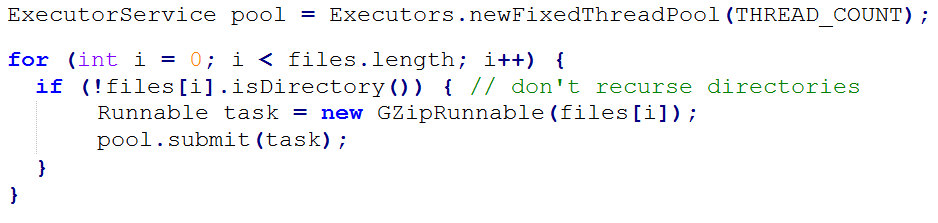 ExecutorService pool = Executors.newFixedThreadPool(THREAD_COUNT);
for (int i = 0; i < files.length; i++) {
if (!files[i].isDirectory()) { // don't recurse directories
Runnable task = new GZipRunnable(files[i]);
pool.submit(task);
}
}